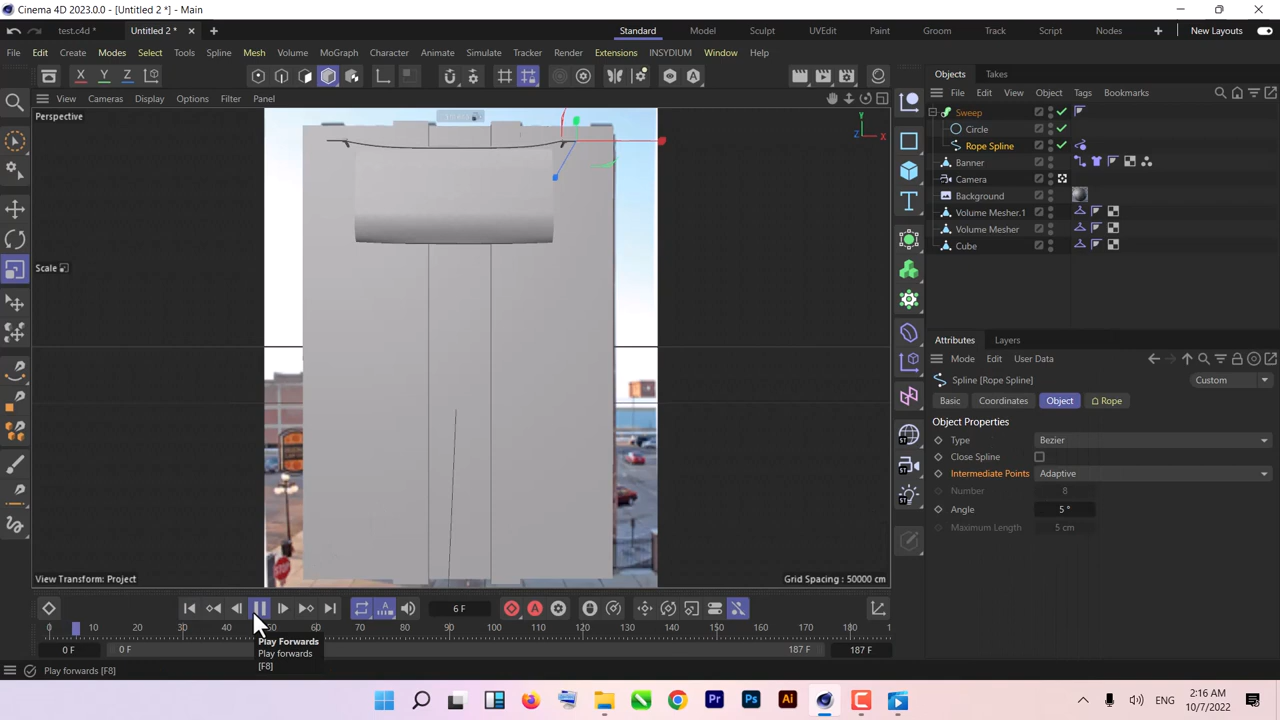 Cinema 4D 2023.0.0 - [Untitled 2 *] - Main
test.c4d *
Untitled 2 *
Standard
Model
Sculpt
UVEdit
Paint
Groom
Track
Script
Nodes
New Layouts
File
Edit
Create
Modes
Select
Tools
Spline
Mesh
Volume
MoGraph
Character
Animate
Simulate
Tracker
Render
Extensions
INSYDIUM
Window
Help
X
Y
Z
Objects
Takes
View
Cameras
Display
Options
Filter
Panel
File
Edit
View
Object
Tags
Bookmarks
Perspective
Y
Z
X
Sweep
Circle
Rope Spline
Banner
Camera
Background
Volume Mesher.1
Volume Mesher
Cube
Scale
Attributes
Layers
Mode
Edit
User Data
Spline [Rope Spline]
Custom
Basic
Coordinates
Object
Rope
Object Properties
Type
Bezier
Close Spline
Intermediate Points
Adaptive
Number
8
Angle
5 °
Maximum Length
5 cm
View Transform: Project
Grid Spacing : 50000 cm
6 F
0
10
30
40
50
60
70
80
90
100
110
120
130
140
150
160
170
180
0 F
0 F
187 F
187 F
Play Forwards
Play forwards
[F8]
Play forwards [F8]
ENG
2:16 AM
10/7/2022